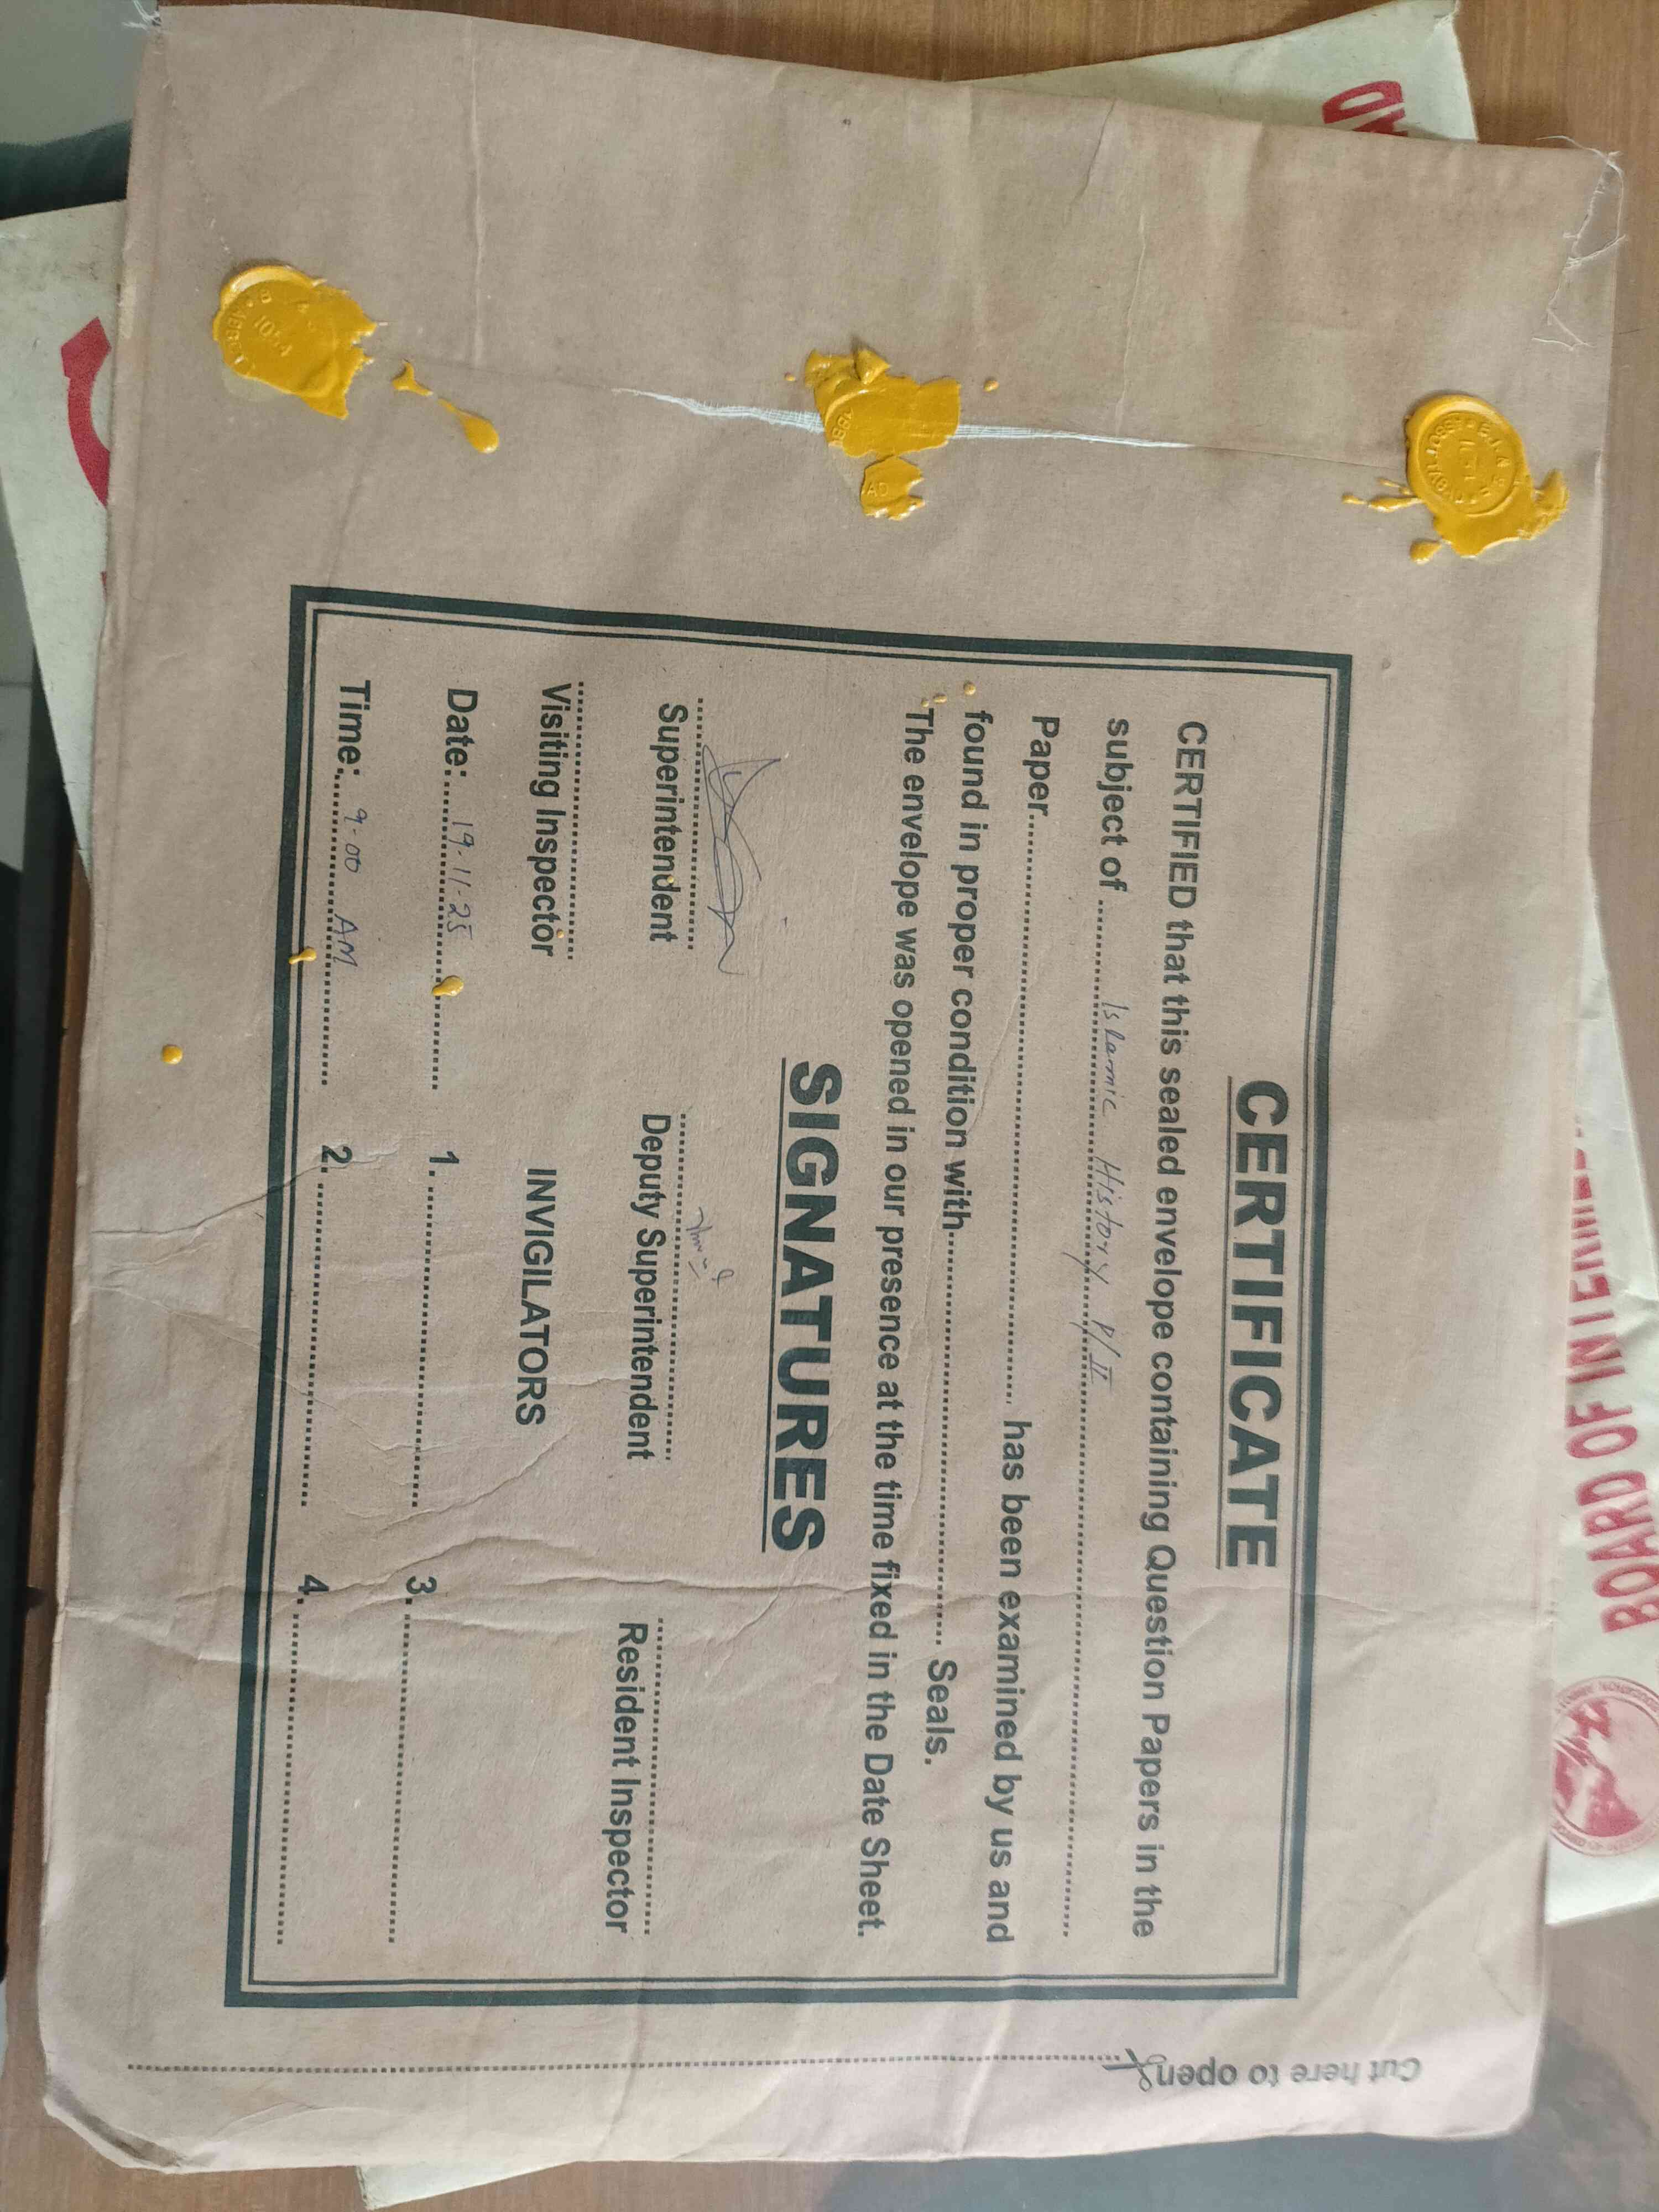 CERTIFICATE
CERTIFIED that this sealed envelope containing Question Papers in the
subject of ........ Islamic History P/II ........
Paper................ has been examined by us and
found in proper condition with................ Seals.
The envelope was opened in our presence at the time fixed in the Date Sheet.
SIGNATURES
Superintendent Deputy Superintendent Resident Inspector
Visiting Inspector INVIGILATORS
Date: 19-11-25 1. ................ 3. ................
Time: 9-00 AM 2. ................ 4. ................
Cut here to open
BOARD OF INTERME
AD
1054